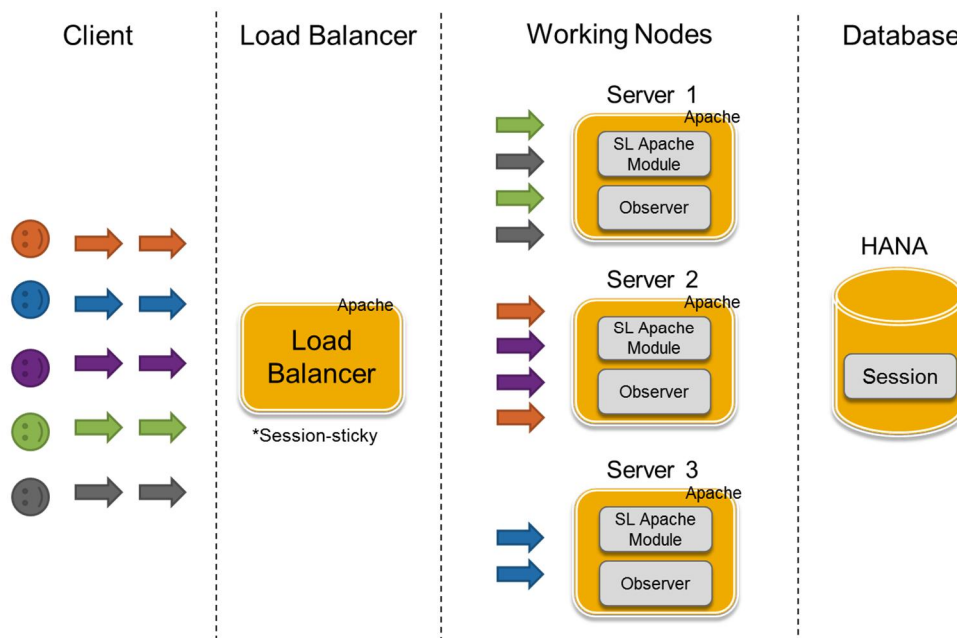 Client
Load Balancer
Working Nodes
Database
Server 1
Apache
SL Apache
Module
Observer
Server 2
Apache
SL Apache
Module
Observer
Server 3
Apache
SL Apache
Module
Observer
Apache
Load
Balancer
*Session-sticky
HANA
Session